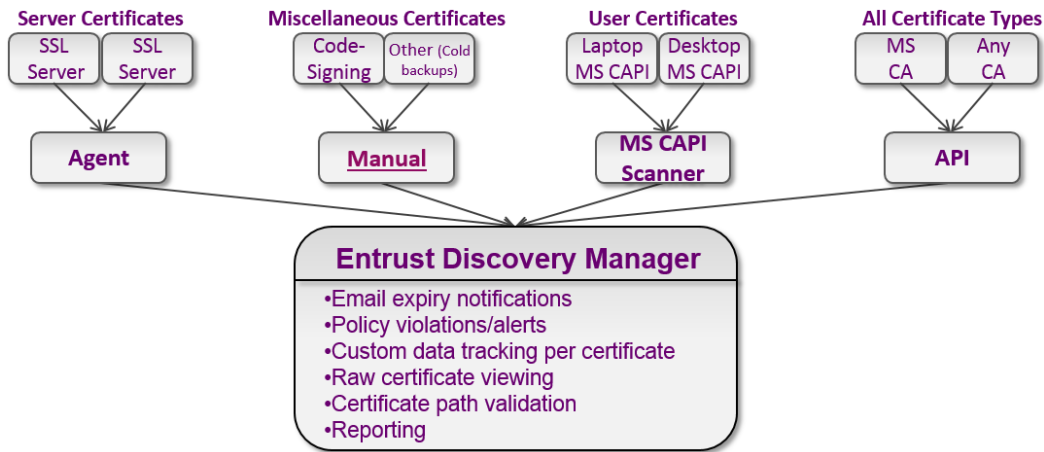 Server Certificates
Miscellaneous Certificates
User Certificates
All Certificate Types
SSL
Server
SSL
Server
Code-
Signing
Other (Cold
backups)
Laptop
MS CAPI
Desktop
MS CAPI
MS
CA
Any
CA
Agent
Manual
MS CAPI
Scanner
API
Entrust Discovery Manager
•Email expiry notifications
•Policy violations/alerts
•Custom data tracking per certificate
•Raw certificate viewing
•Certificate path validation
•Reporting